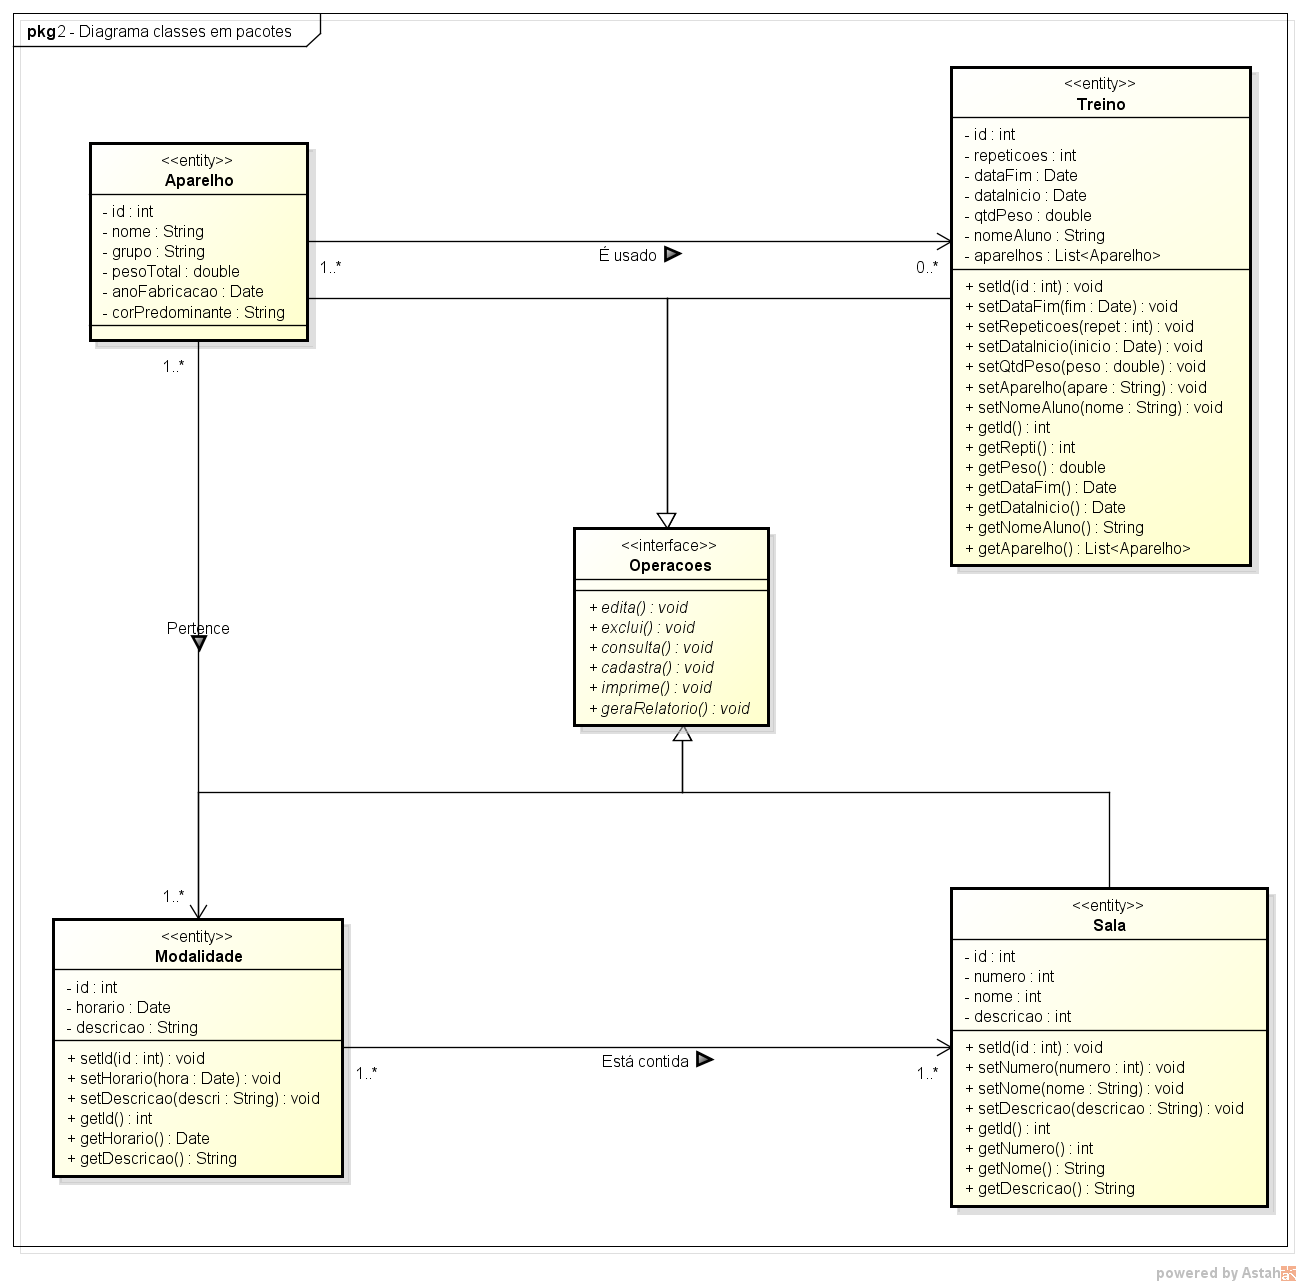 pkg 2 - Diagrama classes em pacotes
<<entity>>
Aparelho
- id : int
- nome : String
- grupo : String
- pesoTotal : double
- anoFabricacao : Date
- corPredominante : String
<<entity>>
Treino
- id : int
- repeticoes : int
- dataFim : Date
- dataInicio : Date
- qtdPeso : double
- nomeAluno : String
- aparelhos : List<Aparelho>
+ setId(id : int) : void
+ setDataFim(fim : Date) : void
+ setRepeticoes(repet : int) : void
+ setDataInicio(inicio : Date) : void
+ setQtdPeso(peso : double) : void
+ setAparelho(apare : String) : void
+ setNomeAluno(nome : String) : void
+ getId() : int
+ getRepti() : int
+ getPeso() : double
+ getDataFim() : Date
+ getDataInicio() : Date
+ getNomeAluno() : String
+ getAparelho() : List<Aparelho>
É usado
1..*
0..*
1..*
Pertence
1..*
<<interface>>
Operacoes
+ edita() : void
+ exclui() : void
+ consulta() : void
+ cadastra() : void
+ imprime() : void
+ geraRelatorio() : void
<<entity>>
Modalidade
- id : int
- horario : Date
- descricao : String
+ setId(id : int) : void
+ setHorario(hora : Date) : void
+ setDescricao(descri : String) : void
+ getId() : int
+ getHorario() : Date
+ getDescricao() : String
Está contida
1..*
1..*
<<entity>>
Sala
- id : int
- numero : int
- nome : int
- descricao : int
+ setId(id : int) : void
+ setNumero(numero : int) : void
+ setNome(nome : String) : void
+ setDescricao(descricao : String) : void
+ getId() : int
+ getNumero() : int
+ getNome() : String
+ getDescricao() : String
powered by Astah